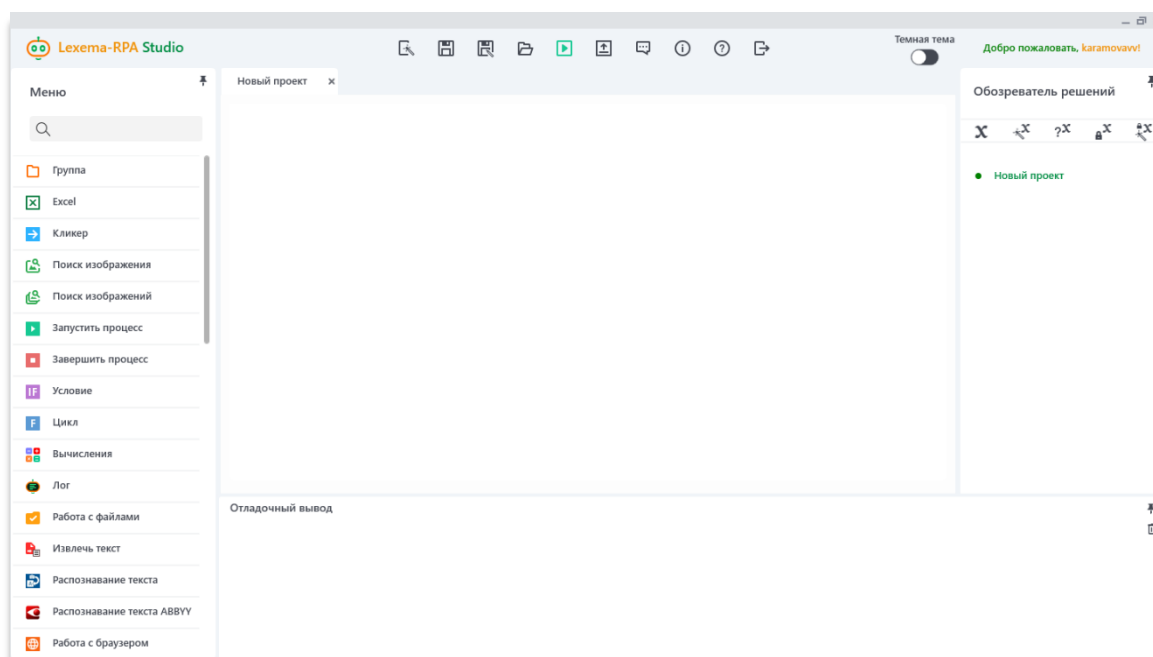 Lexema-RPA Studio
Темная тема
Добро пожаловать, karamovavv!
Меню
Группа
Excel
Кликер
Поиск изображения
Поиск изображений
Запустить процесс
Завершить процесс
IF Условие
F Цикл
Вычисления
Лог
Работа с файлами
Извлечь текст
Распознавание текста
Распознавание текста ABBYY
Работа с браузером
Новый проект x
Отладочный вывод
Обозреватель решений
x x ?x x x
Новый проект